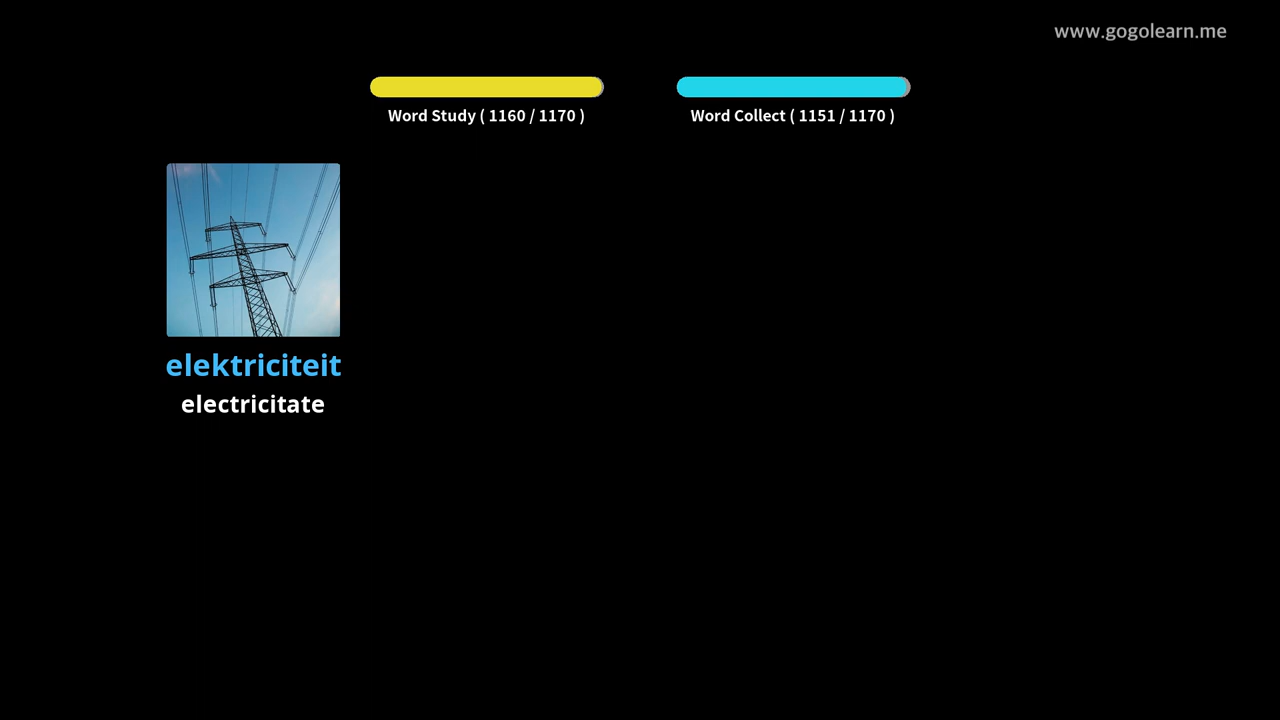 www.gogolearn.me
Word Study ( 1160 / 1170 )
Word Collect ( 1151 / 1170 )
elektriciteit
electricitate